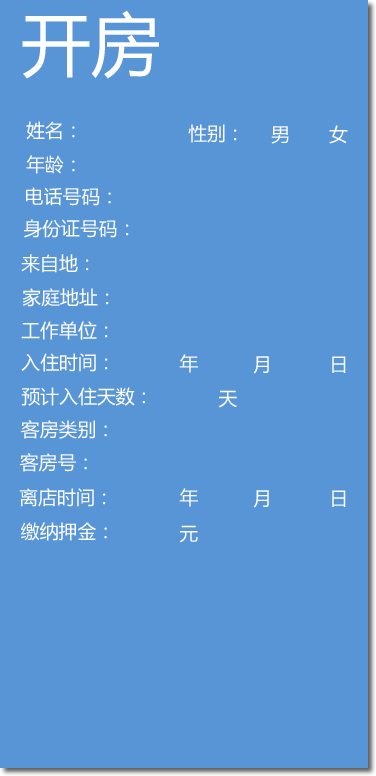 开房
姓名： 性别： 男 女
年龄：
电话号码：
身份证号码：
来自地：
家庭地址：
工作单位：
入住时间： 年 月 日
预计入住天数： 天
客房类别：
客房号：
离店时间： 年 月 日
缴纳押金： 元